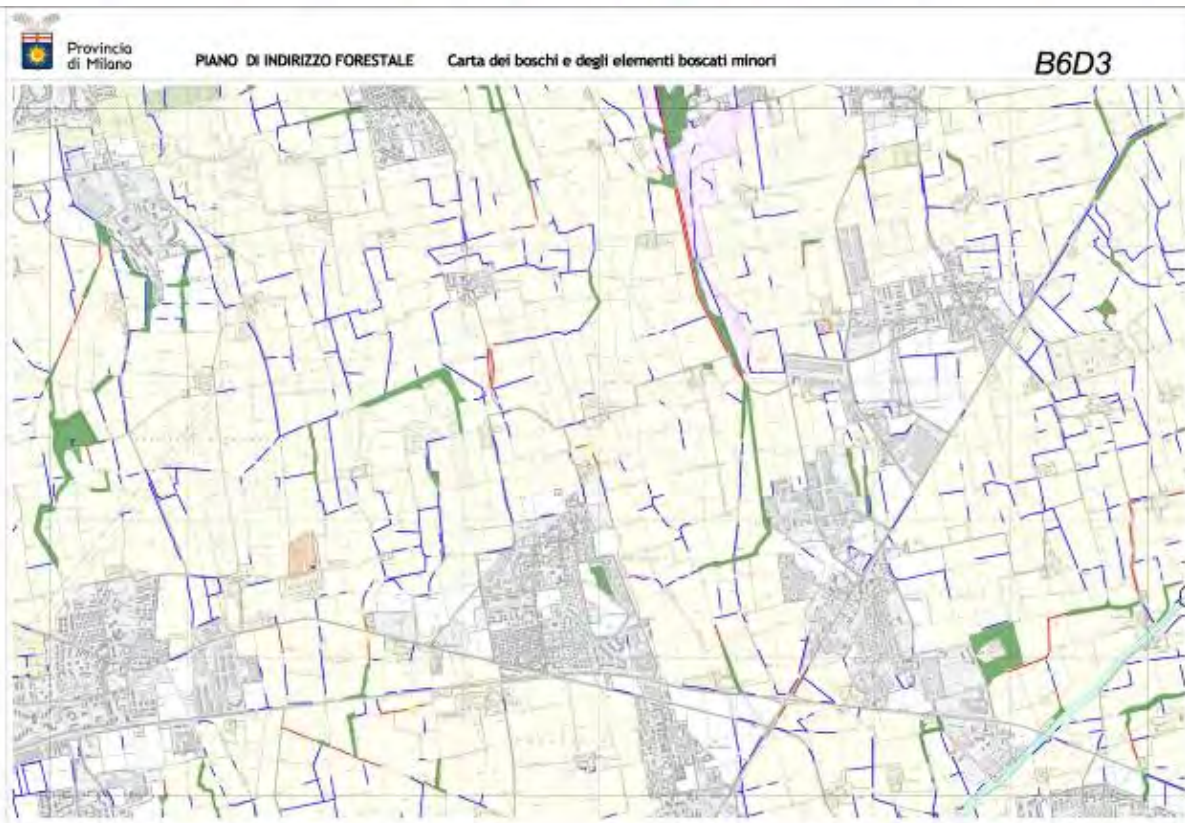 Provincia
di Milano
PIANO DI INDIRIZZO FORESTALE Carta dei boschi e degli elementi boscati minori
B6D3